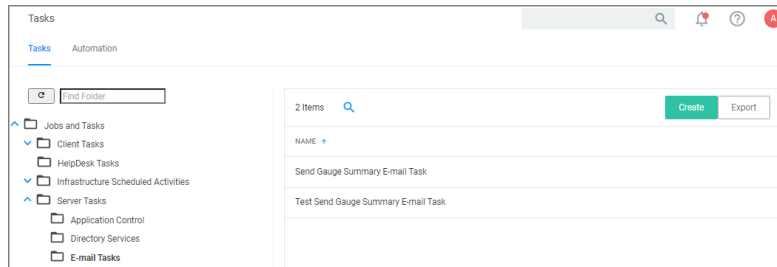 Tasks
A
Tasks Automation
Find Folder
2 Items
Create Export
Jobs and Tasks
NAME
Client Tasks
HelpDesk Tasks
Send Gauge Summary E-mail Task
Infrastructure Scheduled Activities
Server Tasks
Test Send Gauge Summary E-mail Task
Application Control
Directory Services
E-mail Tasks